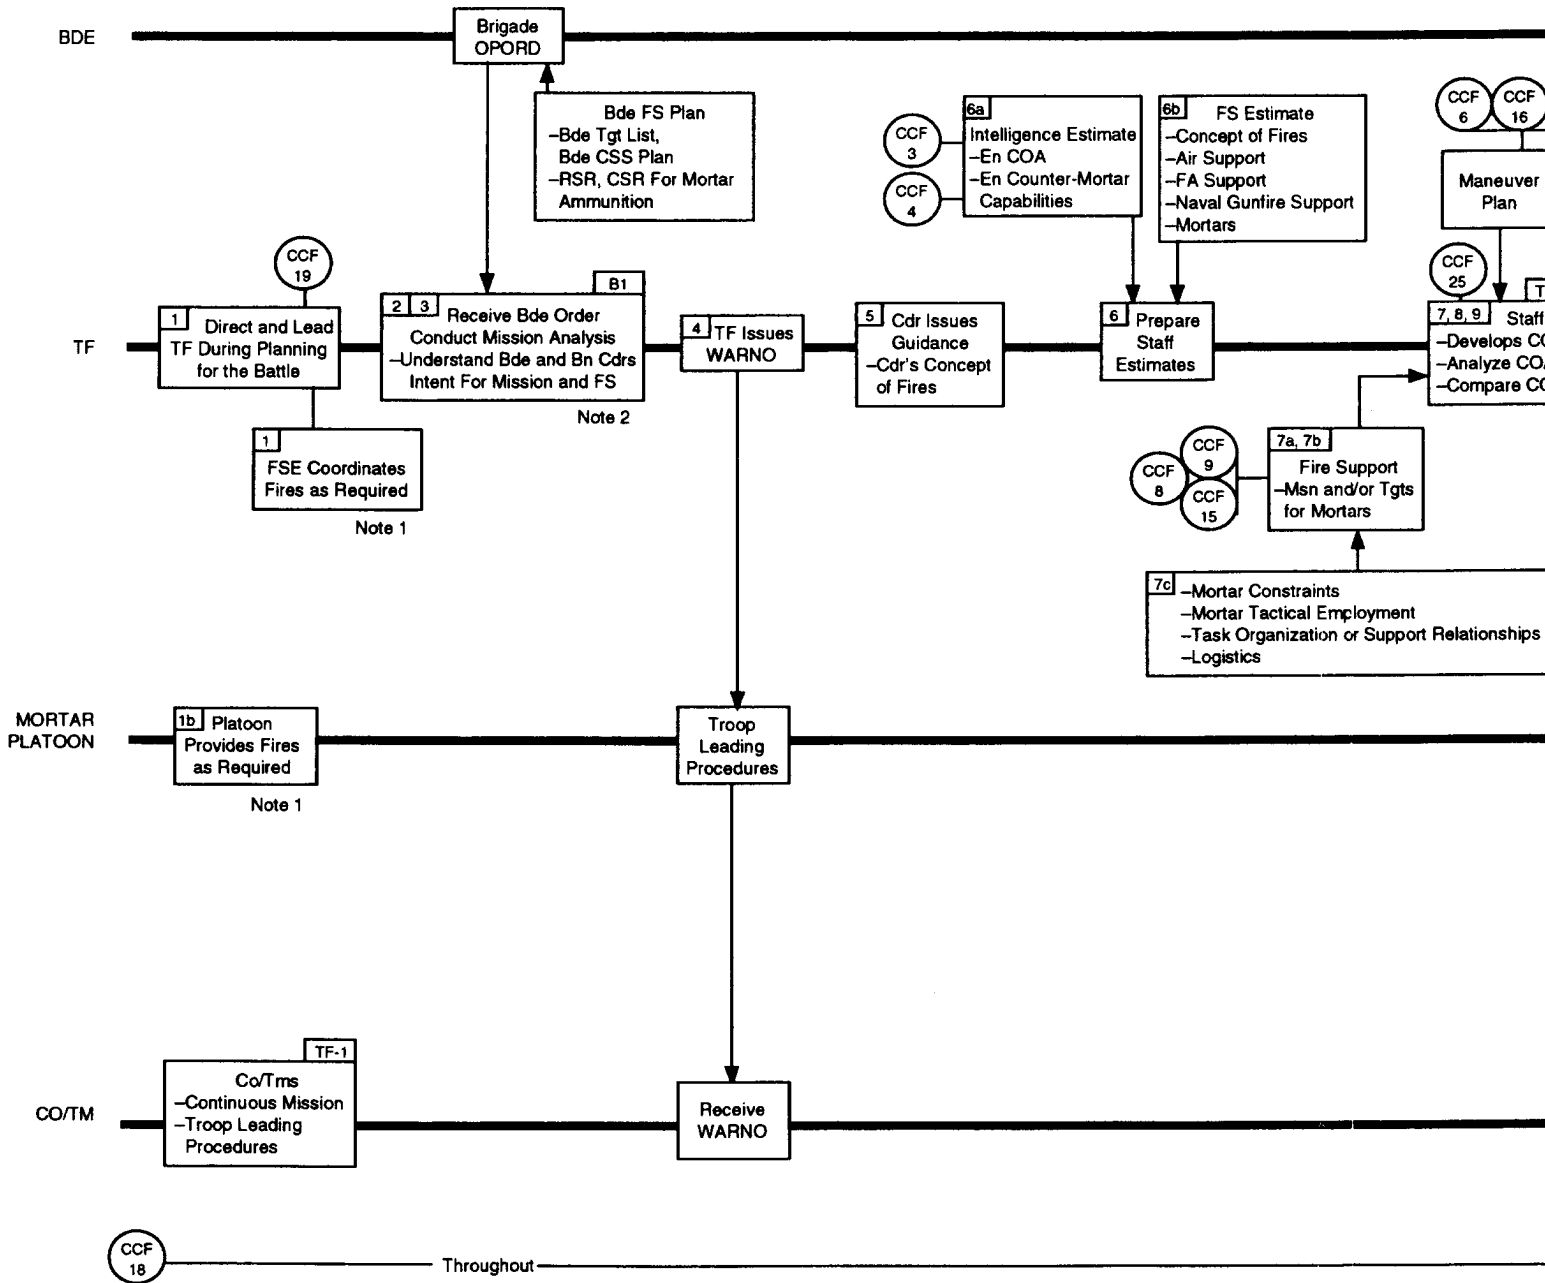 BDE
Brigade
OPORD
Bde FS Plan
–Bde Tgt List,
Bde CSS Plan
–RSR, CSR For Mortar
Ammunition
CCF
3
CCF
4
6a
Intelligence Estimate
–En COA
–En Counter-Mortar
Capabilities
6b
FS Estimate
–Concept of Fires
–Air Support
–FA Support
–Naval Gunfire Support
–Mortars
CCF
6
CCF
16
Maneuver
Plan
TF
CCF
19
1
Direct and Lead
TF During Planning
for the Battle
1
FSE Coordinates
Fires as Required
Note 1
B1
2 3
Receive Bde Order
Conduct Mission Analysis
–Understand Bde and Bn Cdrs
Intent For Mission and FS
Note 2
4
TF Issues
WARNO
5
Cdr Issues
Guidance
–Cdr's Concept
of Fires
6
Prepare
Staff
Estimates
CCF
25
T
7, 8, 9
Staff
–Develops CO
–Analyze COA
–Compare CO
CCF
8
CCF
9
CCF
15
7a, 7b
Fire Support
–Msn and/or Tgts
for Mortars
7c
–Mortar Constraints
–Mortar Tactical Employment
–Task Organization or Support Relationships
–Logistics
MORTAR
PLATOON
1b
Platoon
Provides Fires
as Required
Note 1
Troop
Leading
Procedures
CO/TM
TF-1
Co/Tms
–Continuous Mission
–Troop Leading
Procedures
Receive
WARNO
CCF
18
Throughout